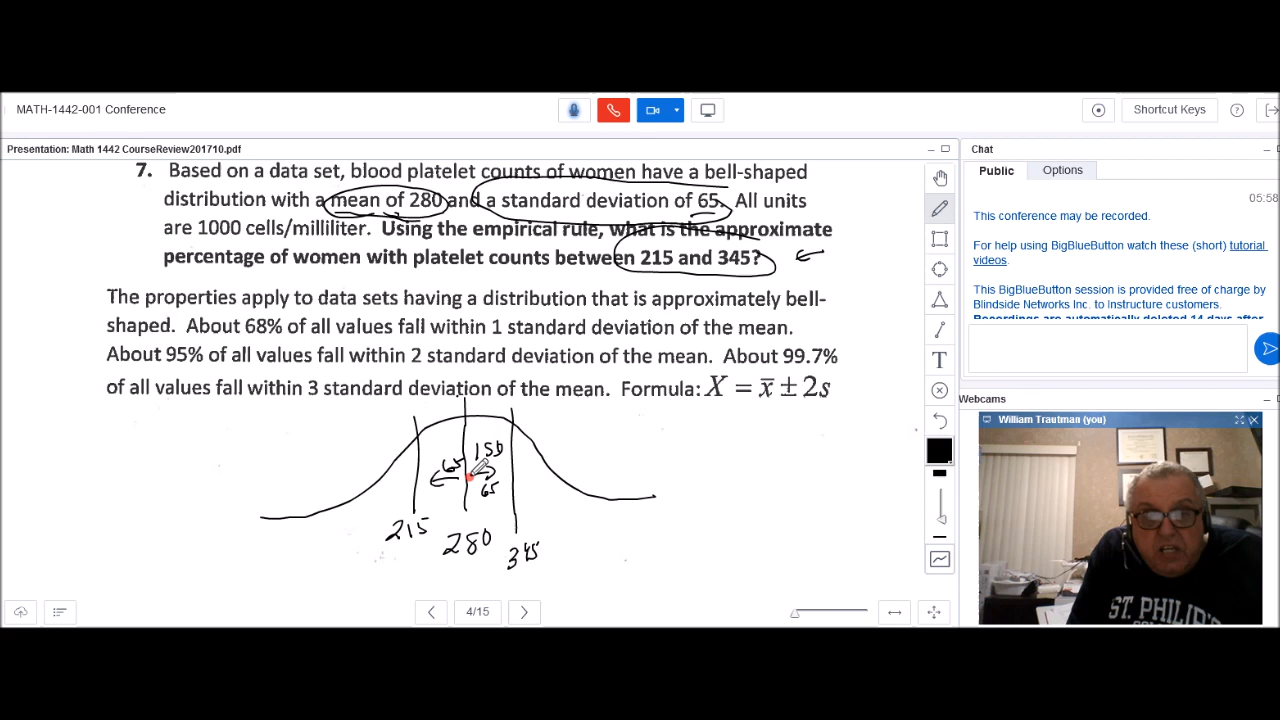 MATH-1442-001 Conference
Shortcut Keys
Presentation: Math 1442 CourseReview201710.pdf
7. Based on a data set, blood platelet counts of women have a bell-shaped
distribution with a mean of 280 and a standard deviation of 65. All units
are 1000 cells/milliliter. Using the empirical rule, what is the approximate
percentage of women with platelet counts between 215 and 345?
The properties apply to data sets having a distribution that is approximately bell-
shaped. About 68% of all values fall within 1 standard deviation of the mean.
About 95% of all values fall within 2 standard deviation of the mean. About 99.7%
of all values fall within 3 standard deviation of the mean. Formula: X = x̅ ± 2s
65
65
215
280
345
4/15
T
Chat
Public
Options
05:58
This conference may be recorded.
For help using BigBlueButton watch these (short) tutorial
videos.
This BigBlueButton session is provided free of charge by
Blindside Networks Inc. to Instructure customers.
Recordings are automatically deleted 14 days after
Webcams
William Trautman (you)
ST. PHILIP'S